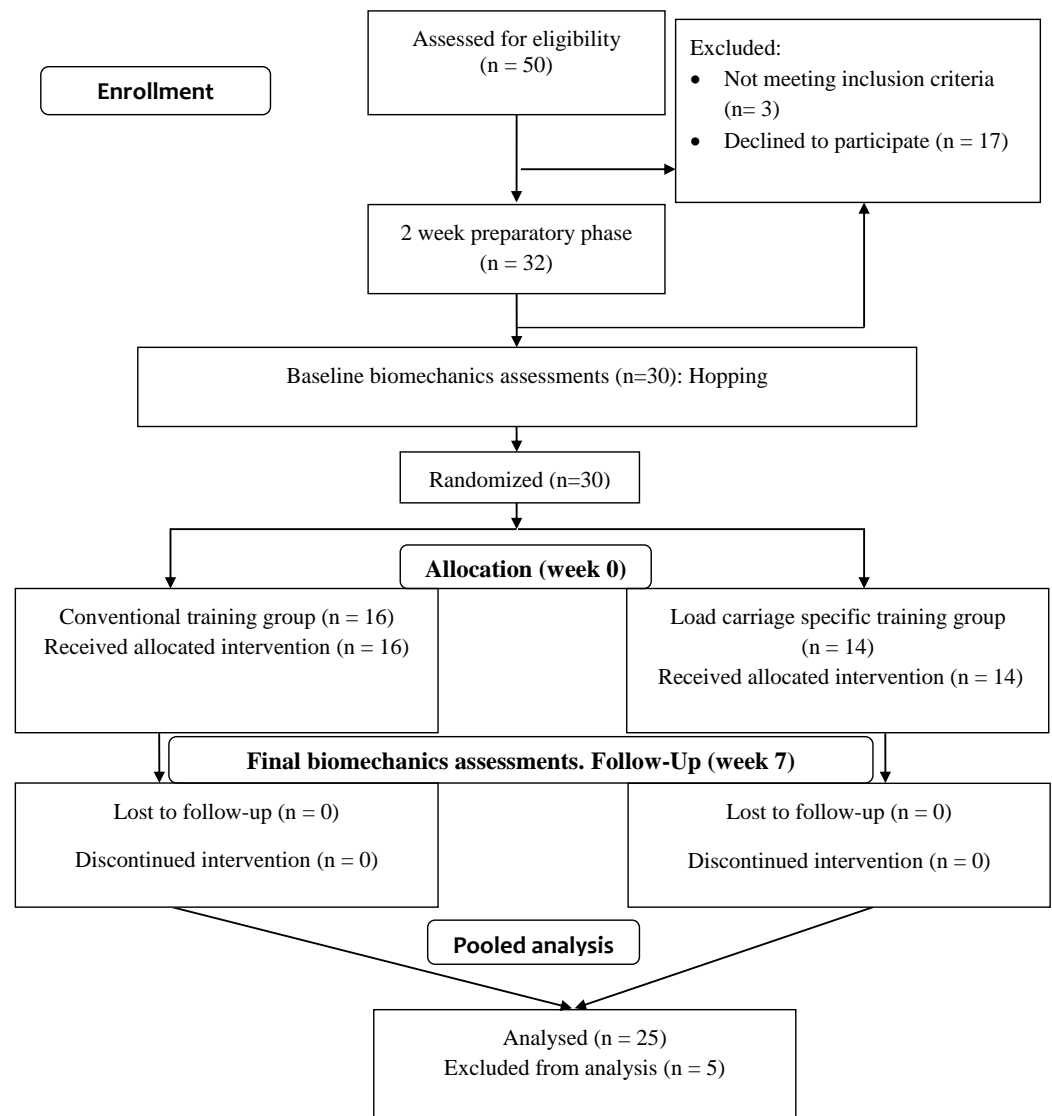 Assessed for eligibility
(n = 50)
Excluded:
• Not meeting inclusion criteria
(n= 3)
• Declined to participate (n = 17)
Enrollment
2 week preparatory phase
(n = 32)
Baseline biomechanics assessments (n=30): Hopping
Randomized (n=30)
Allocation (week 0)
Conventional training group (n = 16)
Received allocated intervention (n = 16)
Load carriage specific training group
(n = 14)
Received allocated intervention (n = 14)
Final biomechanics assessments. Follow-Up (week 7)
Lost to follow-up (n = 0)
Discontinued intervention (n = 0)
Lost to follow-up (n = 0)
Discontinued intervention (n = 0)
Pooled analysis
Analysed (n = 25)
Excluded from analysis (n = 5)